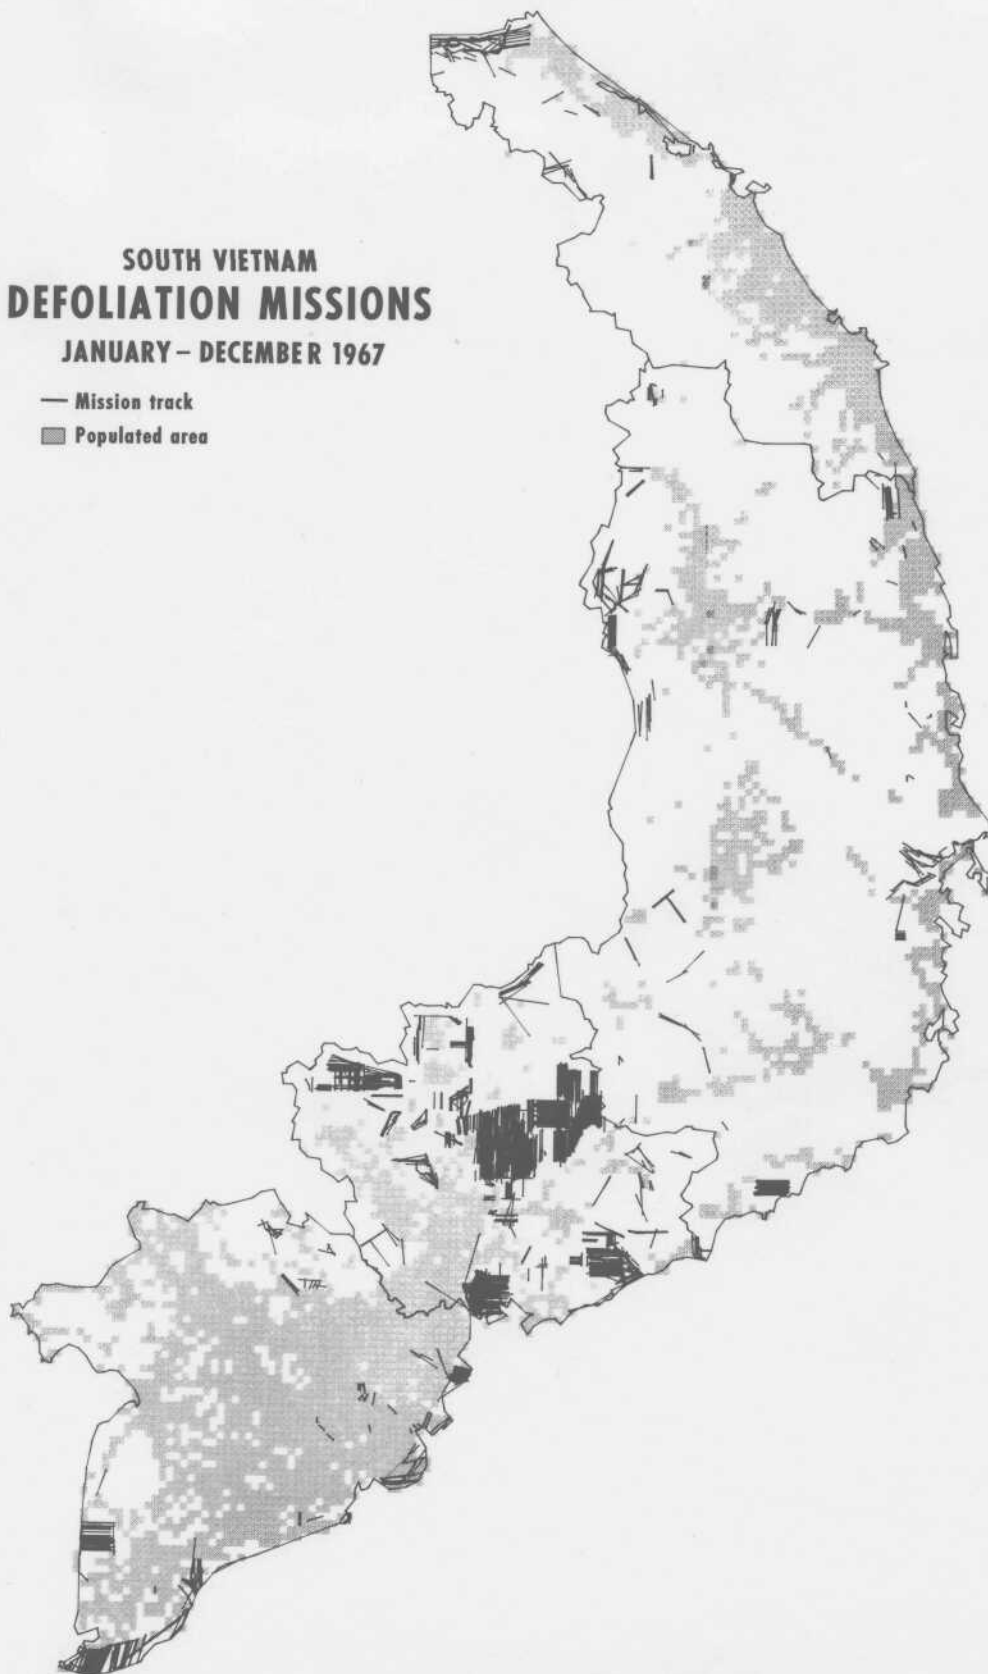 SOUTH VIETNAM
DEFOLIATION MISSIONS
JANUARY – DECEMBER 1967
Mission track
Populated area